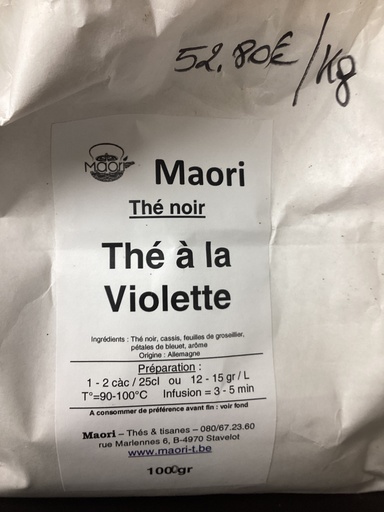 52,80€/kg
Maori
Maori
Thé noir
Thé à la
Violette
Ingrédients : Thé noir, cassis, feuilles de groseillier,
pétales de bleuet, arôme
Origine : Allemagne
Préparation :
1 - 2 càc / 25cl ou 12 - 15 gr / L
T°=90-100°C Infusion = 3 - 5 min
A consommer de préférence avant fin : voir fond
Maori – Thés & tisanes – 080/67.23.60
rue Marlennes 6, B-4970 Stavelot
www.maori-t.be
1000gr